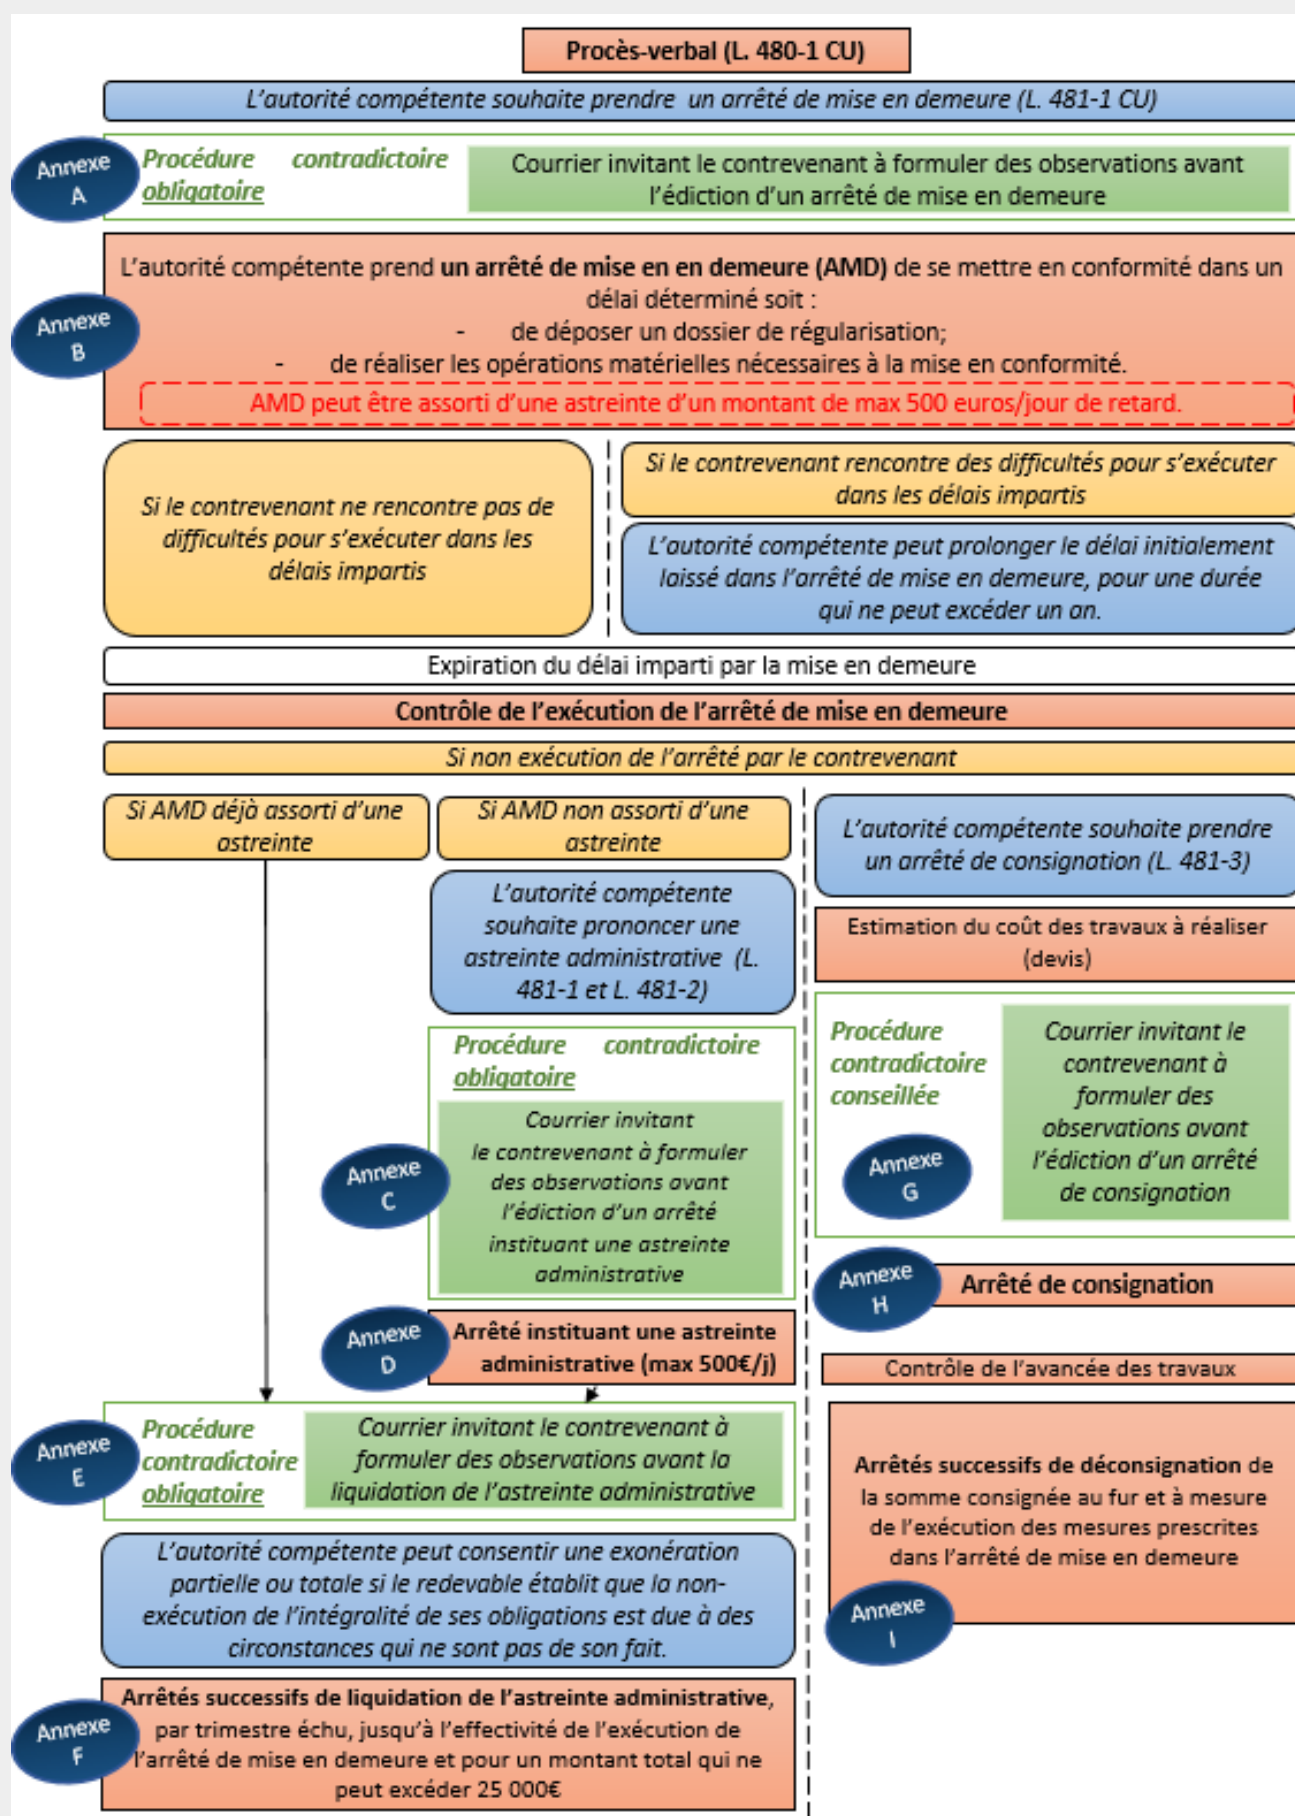 Procès-verbal (L. 480-1 CU)
L'autorité compétente souhaite prendre un arrêté de mise en demeure (L. 481-1 CU)
Annexe
A
Procédure contradictoire
obligatoire
Courrier invitant le contrevenant à formuler des observations avant
l'édiction d'un arrêté de mise en demeure
Annexe
B
L'autorité compétente prend un arrêté de mise en en demeure (AMD) de se mettre en conformité dans un
délai déterminé soit :
- de déposer un dossier de régularisation;
- de réaliser les opérations matérielles nécessaires à la mise en conformité.
AMD peut être assorti d'une astreinte d'un montant de max 500 euros/jour de retard.
Si le contrevenant ne rencontre pas de
difficultés pour s'exécuter dans les
délais impartis
Si le contrevenant rencontre des difficultés pour s'exécuter
dans les délais impartis
L'autorité compétente peut prolonger le délai initialement
laissé dans l'arrêté de mise en demeure, pour une durée
qui ne peut excéder un an.
Expiration du délai imparti par la mise en demeure
Contrôle de l'exécution de l'arrêté de mise en demeure
Si non exécution de l'arrêté par le contrevenant
Si AMD déjà assorti d'une
astreinte
Si AMD non assorti d'une
astreinte
L'autorité compétente
souhaite prononcer une
astreinte administrative (L.
481-1 et L. 481-2)
Procédure contradictoire
obligatoire
Annexe
C
Courrier invitant
le contrevenant à formuler
des observations avant
l'édiction d'un arrêté
instituant une astreinte
administrative
Annexe
D
Arrêté instituant une astreinte
administrative (max 500€/j)
Annexe
E
Procédure
contradictoire
obligatoire
Courrier invitant le contrevenant à
formuler des observations avant la
liquidation de l'astreinte administrative
L'autorité compétente peut consentir une exonération
partielle ou totale si le redevable établit que la non-
exécution de l'intégralité de ses obligations est due à des
circonstances qui ne sont pas de son fait.
Annexe
F
Arrêtés successifs de liquidation de l'astreinte administrative,
par trimestre échu, jusqu'à l'effectivité de l'exécution de
l'arrêté de mise en demeure et pour un montant total qui ne
peut excéder 25 000€
L'autorité compétente souhaite prendre
un arrêté de consignation (L. 481-3)
Estimation du coût des travaux à réaliser
(devis)
Procédure
contradictoire
conseillée
Annexe
G
Courrier invitant le
contrevenant à
formuler des
observations avant
l'édiction d'un arrêté
de consignation
Annexe
H
Arrêté de consignation
Contrôle de l'avancée des travaux
Arrêtés successifs de déconsignation de
la somme consignée au fur et à mesure
de l'exécution des mesures prescrites
dans l'arrêté de mise en demeure
Annexe
I